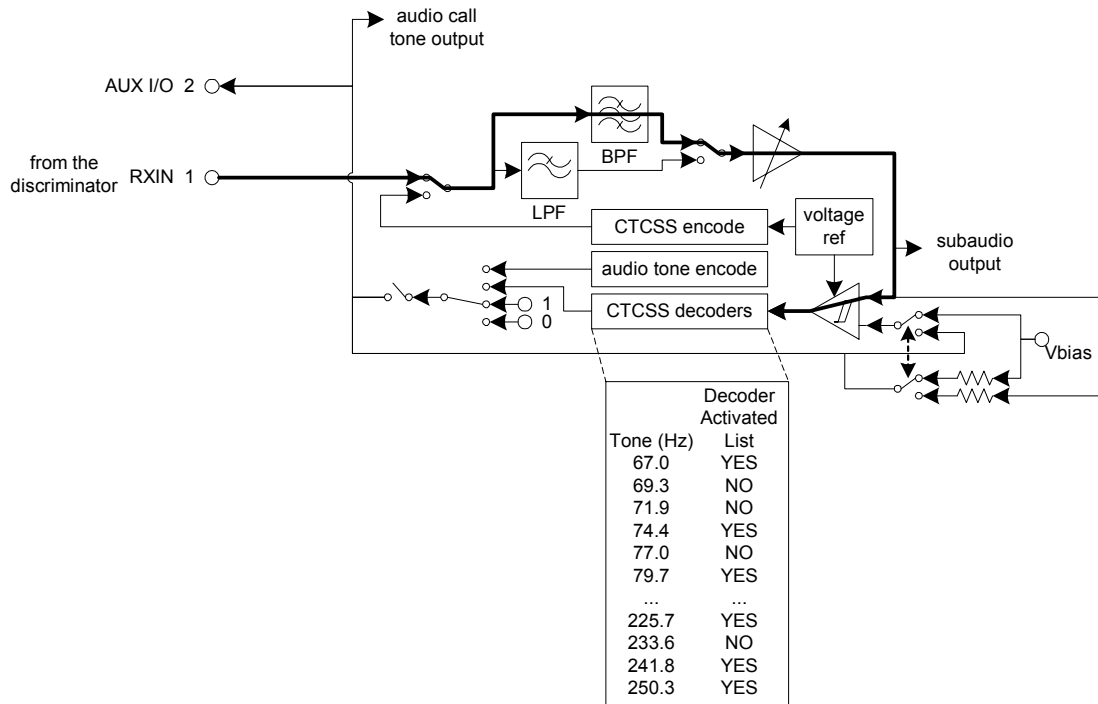 audio call
tone output
AUX I/O 2
from the
discriminator
RXIN 1
BPF
LPF
CTCSS encode
voltage
ref
subaudio
output
audio tone encode
CTCSS decoders
1
0
Vbias
Decoder
Activated
Tone (Hz) List
67.0 YES
69.3 NO
71.9 NO
74.4 YES
77.0 NO
79.7 YES
... ...
225.7 YES
233.6 NO
241.8 YES
250.3 YES